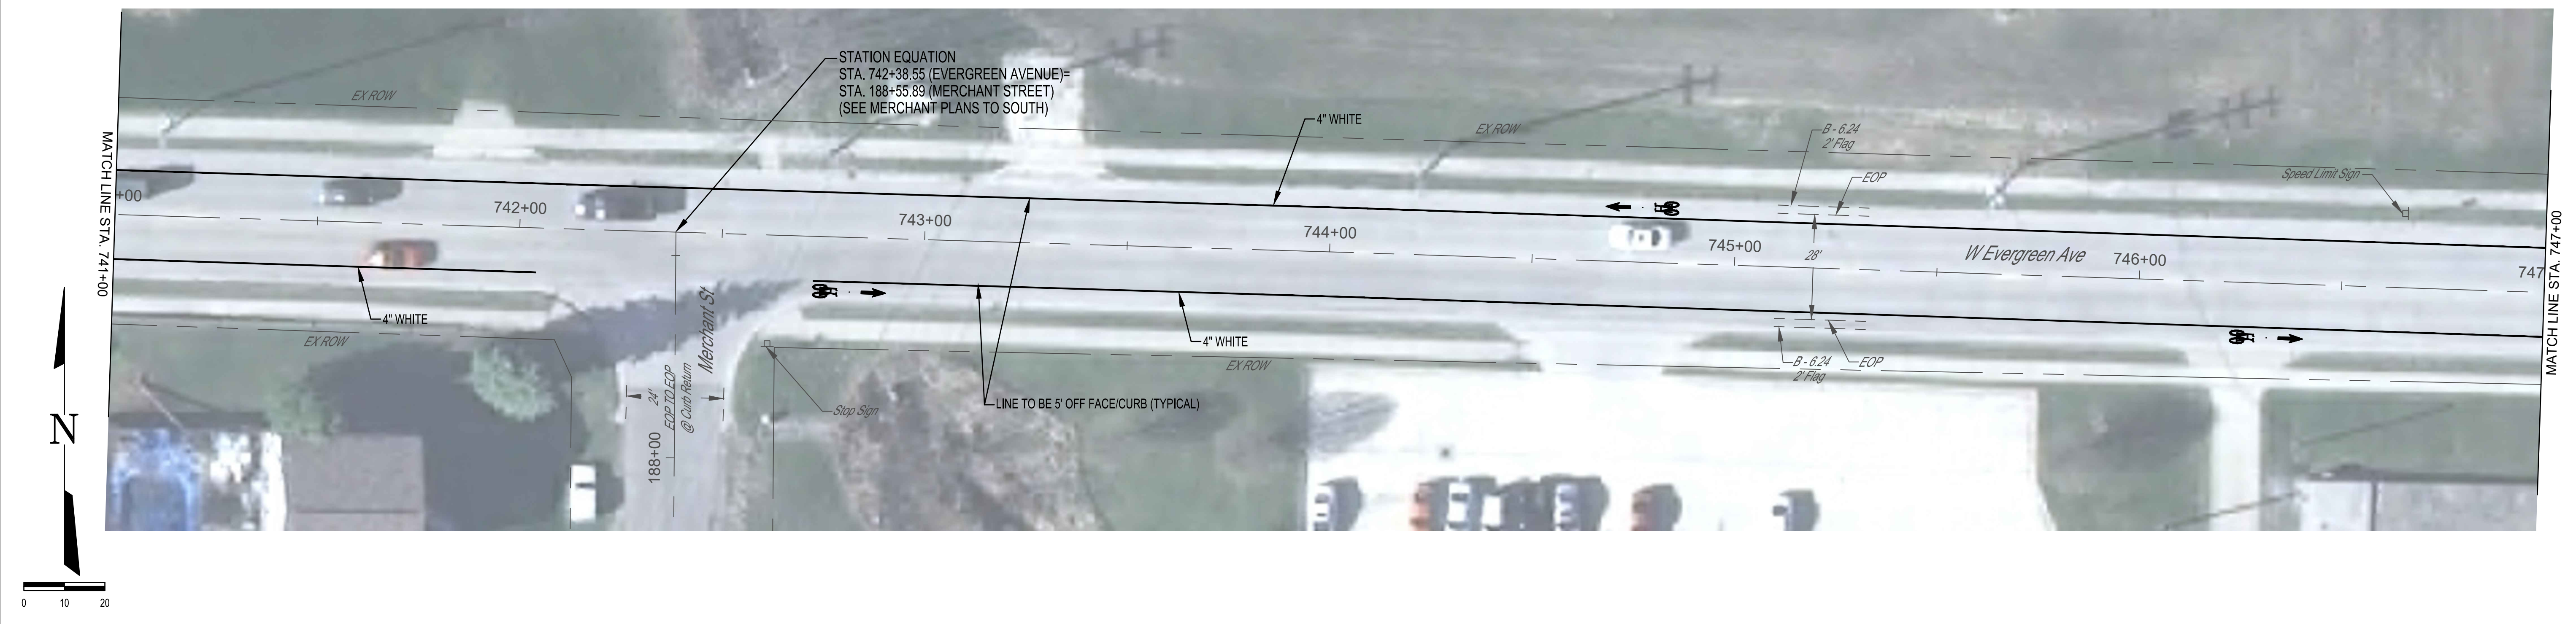 STATION EQUATION
STA. 742+38.55 (EVERGREEN AVENUE)=
STA. 188+55.89 (MERCHANT STREET)
(SEE MERCHANT PLANS TO SOUTH)
EX ROW
4" WHITE
EX ROW
B - 6.24
2' Flag
EOP
Speed Limit Sign
MATCH LINE STA. 741+00
+00
742+00
743+00
744+00
745+00
28'
W Evergreen Ave
746+00
747
MATCH LINE STA. 747+00
4" WHITE
EX ROW
Merchant St
4" WHITE
EX ROW
B - 6.24
2' Flag
EOP
24'
EOP TO EOP
@ Curb Return
188+00
Stop Sign
LINE TO BE 5' OFF FACE/CURB (TYPICAL)
N
0 10 20